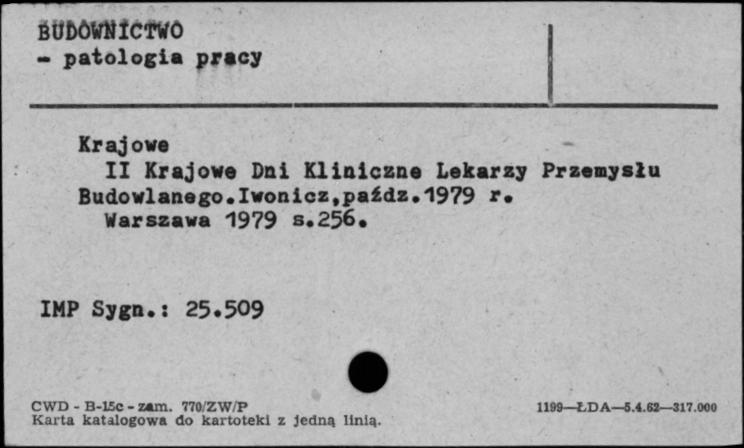 BUDOWNICTWO
- patologia pracy
Krajowe
II Krajowe Dni Kliniczne Lekarzy Przemysłu
Budowlanego.Iwonicz,paźdz.1979 r.
Warszawa 1979 s.256.
IMP Sygn.: 25.509
CWD - B-15c - zam. 770/ZW/P
Karta katalogowa do kartoteki z jedną linią.
1199—ŁDA—5.4.62—317.000